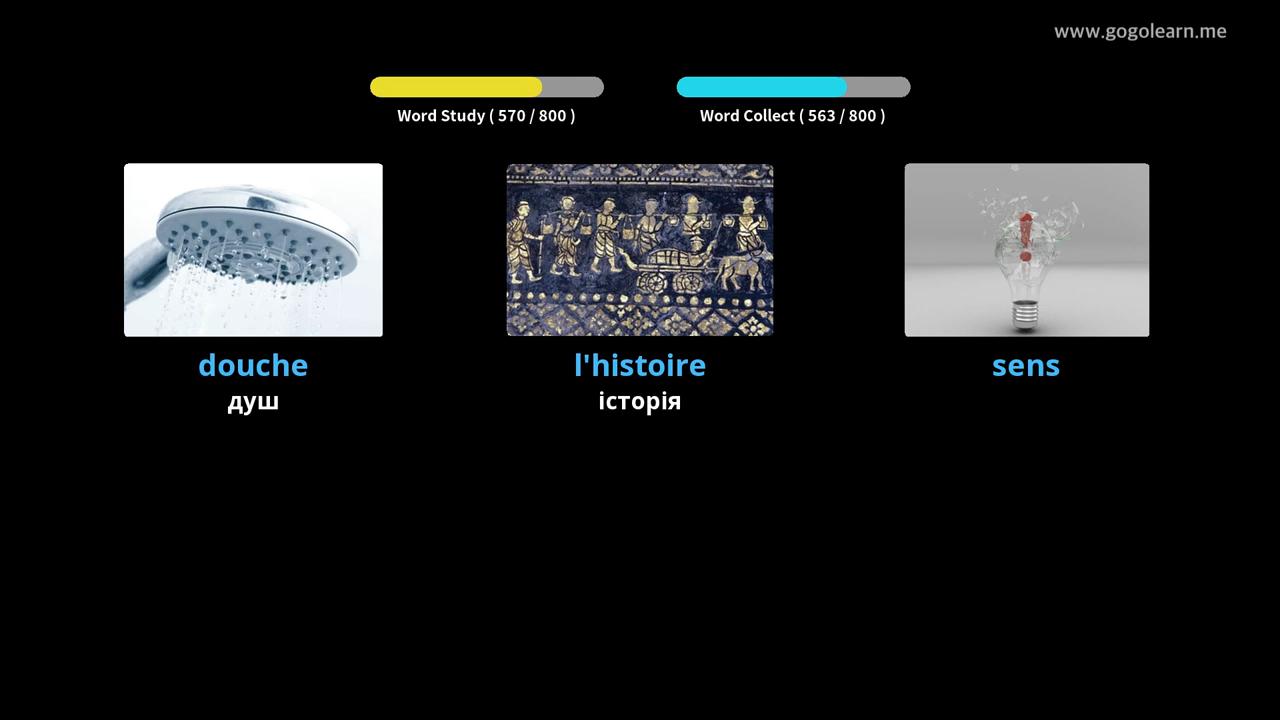 www.gogolearn.me
Word Study ( 570 / 800 )
Word Collect ( 563 / 800 )
douche
l'histoire
sens
душ
історія